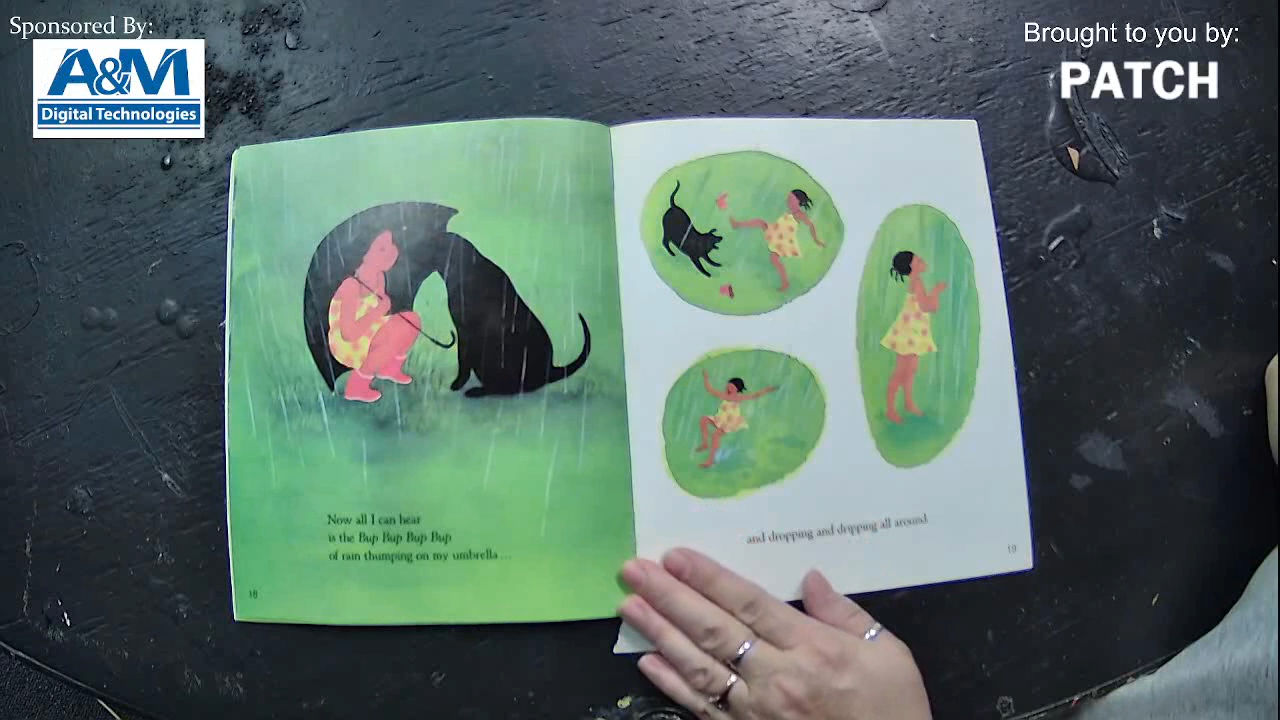 Sponsored By:
A&M
Digital Technologies
Brought to you by:
PATCH
Now all I can hear
is the Bup Bup Bup Bup
of rain thumping on my umbrella ...
18
and dropping and dripping all around
19